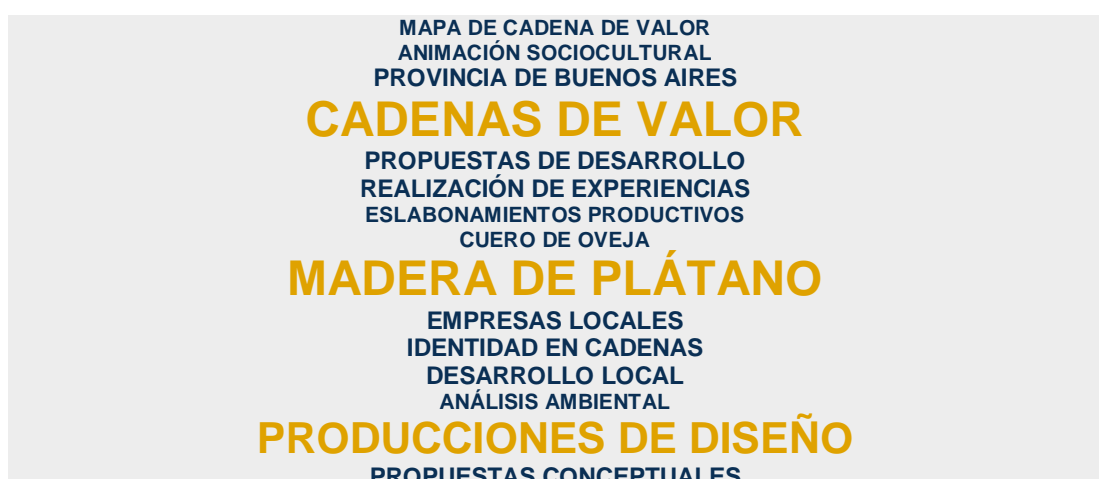 MAPA DE CADENA DE VALOR
ANIMACIÓN SOCIOCULTURAL
PROVINCIA DE BUENOS AIRES
CADENAS DE VALOR
PROPUESTAS DE DESARROLLO
REALIZACIÓN DE EXPERIENCIAS
ESLABONAMIENTOS PRODUCTIVOS
CUERO DE OVEJA
MADERA DE PLÁTANO
EMPRESAS LOCALES
IDENTIDAD EN CADENAS
DESARROLLO LOCAL
ANÁLISIS AMBIENTAL
PRODUCCIONES DE DISEÑO
PROPUESTAS CONCEPTUALES